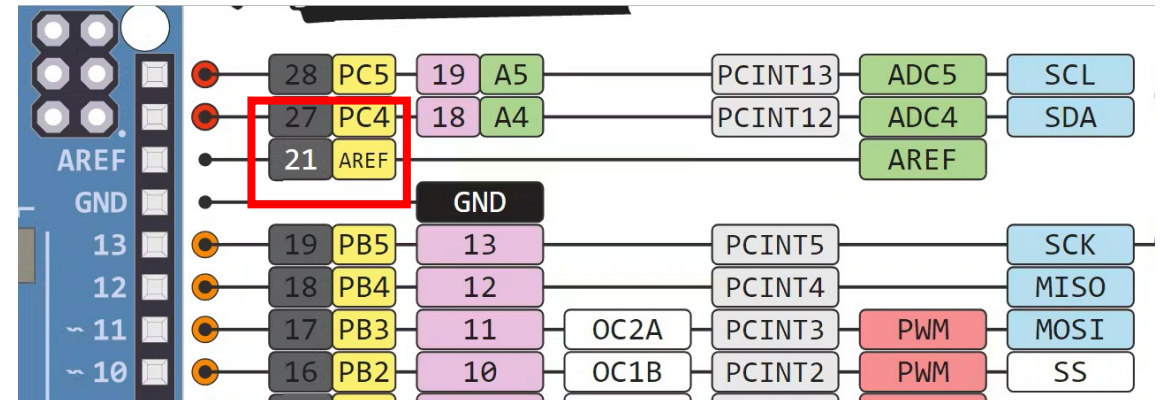 28 PC5 19 A5 PCINT13 ADC5 SCL
27 PC4 18 A4 PCINT12 ADC4 SDA
AREF 21 AREF AREF
GND GND
13 19 PB5 13 PCINT5 SCK
12 18 PB4 12 PCINT4 MISO
~ 11 17 PB3 11 OC2A PCINT3 PWM MOSI
~ 10 16 PB2 10 OC1B PCINT2 PWM SS